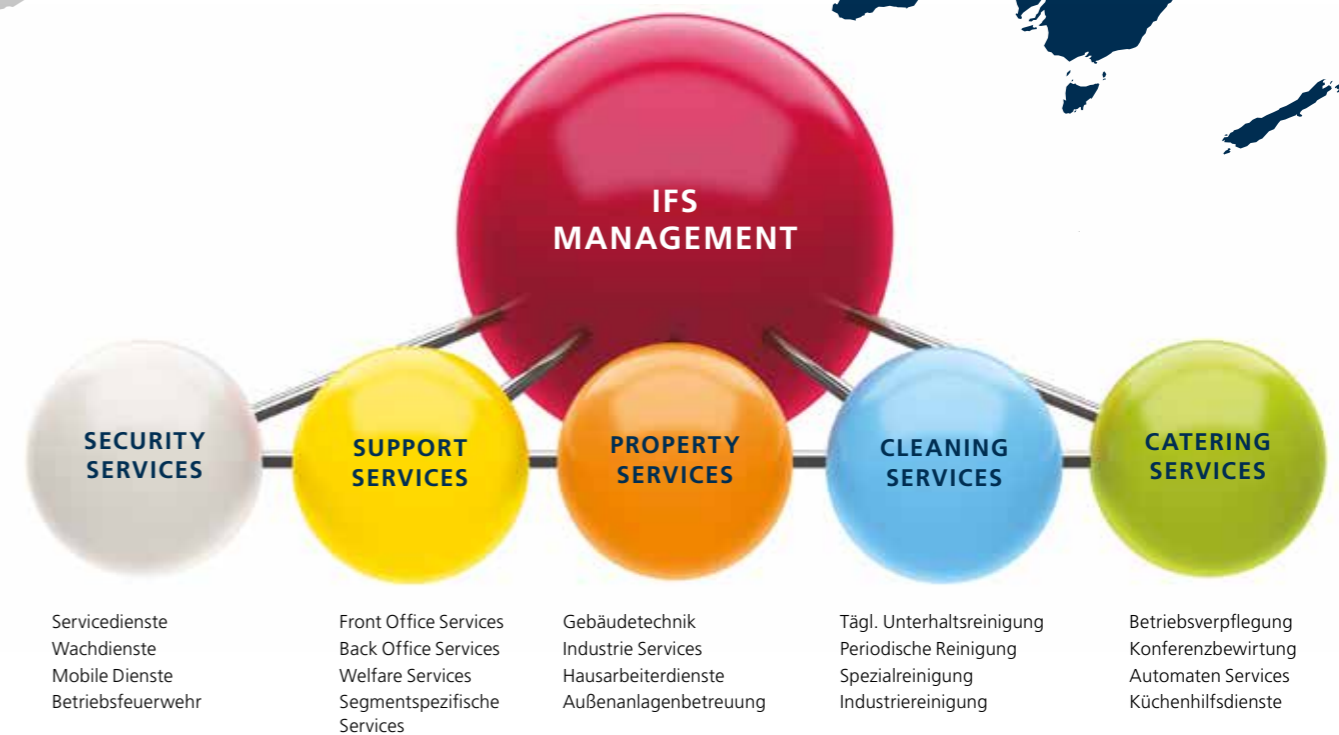 IFS
MANAGEMENT
SECURITY
SERVICES
SUPPORT
SERVICES
PROPERTY
SERVICES
CLEANING
SERVICES
CATERING
SERVICES
Servicedienste
Wachdienste
Mobile Dienste
Betriebsfeuerwehr
Front Office Services
Back Office Services
Welfare Services
Segmentspezifische
Services
Gebäudetechnik
Industrie Services
Hausarbeiterdienste
Außenanlagenbetreuung
Tägl. Unterhaltsreinigung
Periodische Reinigung
Spezialreinigung
Industriereinigung
Betriebsverpflegung
Konferenzbewirtung
Automaten Services
Küchenhilfsdienste